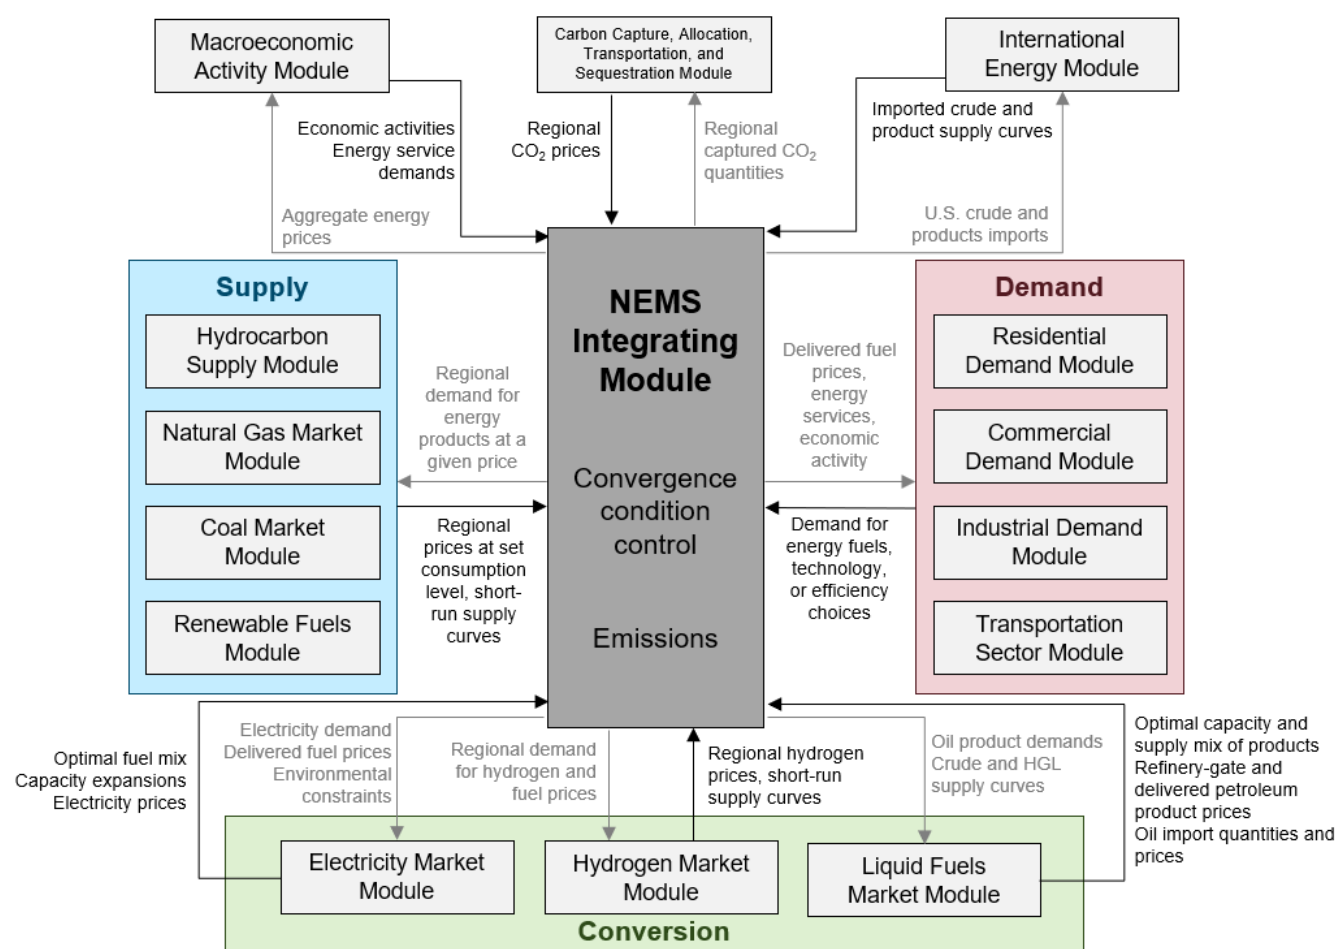 Macroeconomic
Activity Module
Carbon Capture, Allocation,
Transportation, and
Sequestration Module
International
Energy Module
Economic activities
Energy service
demands
Aggregate energy
prices
Regional
CO₂ prices
Regional
captured CO₂
quantities
Imported crude and
product supply curves
U.S. crude and
products imports
Supply
Hydrocarbon
Supply Module
Natural Gas Market
Module
Coal Market
Module
Renewable Fuels
Module
Regional
demand for
energy
products at a
given price
Regional
prices at set
consumption
level, short-
run supply
curves
NEMS
Integrating
Module
Convergence
condition
control
Emissions
Delivered fuel
prices,
energy
services,
economic
activity
Demand for
energy fuels,
technology,
or efficiency
choices
Demand
Residential
Demand Module
Commercial
Demand Module
Industrial Demand
Module
Transportation
Sector Module
Optimal fuel mix
Capacity expansions
Electricity prices
Electricity demand
Delivered fuel prices
Environmental
constraints
Regional demand
for hydrogen and
fuel prices
Regional hydrogen
prices, short-run
supply curves
Oil product demands
Crude and HGL
supply curves
Optimal capacity and
supply mix of products
Refinery-gate and
delivered petroleum
product prices
Oil import quantities and
prices
Electricity Market
Module
Hydrogen Market
Module
Liquid Fuels
Market Module
Conversion